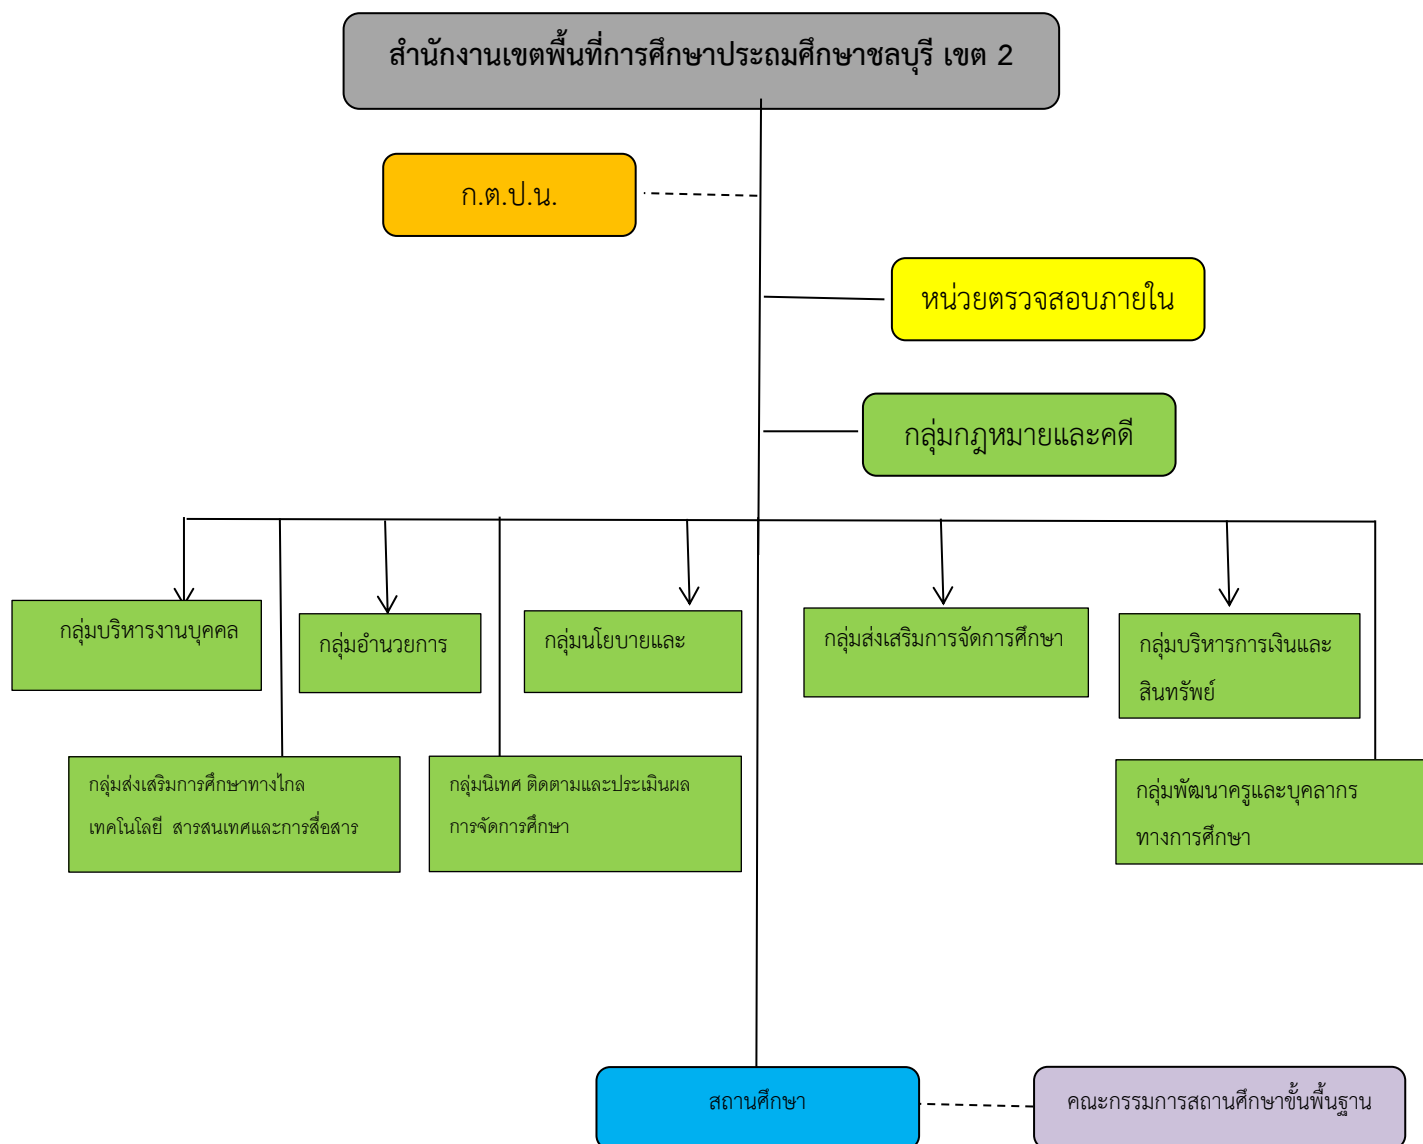 สำนักงานเขตพื้นที่การศึกษาประถมศึกษาชลบุรี เขต 2
ก.ต.ป.น.
หน่วยตรวจสอบภายใน
กลุ่มกฎหมายและคดี
กลุ่มบริหารงานบุคคล
กลุ่มอำนวยการ
กลุ่มนโยบายและ
กลุ่มส่งเสริมการจัดการศึกษา
กลุ่มบริหารการเงินและ
สินทรัพย์
กลุ่มส่งเสริมการศึกษาทางไกล
เทคโนโลยี สารสนเทศและการสื่อสาร
กลุ่มนิเทศ ติดตามและประเมินผล
การจัดการศึกษา
กลุ่มพัฒนาครูและบุคลากร
ทางการศึกษา
สถานศึกษา
คณะกรรมการสถานศึกษาขั้นพื้นฐาน